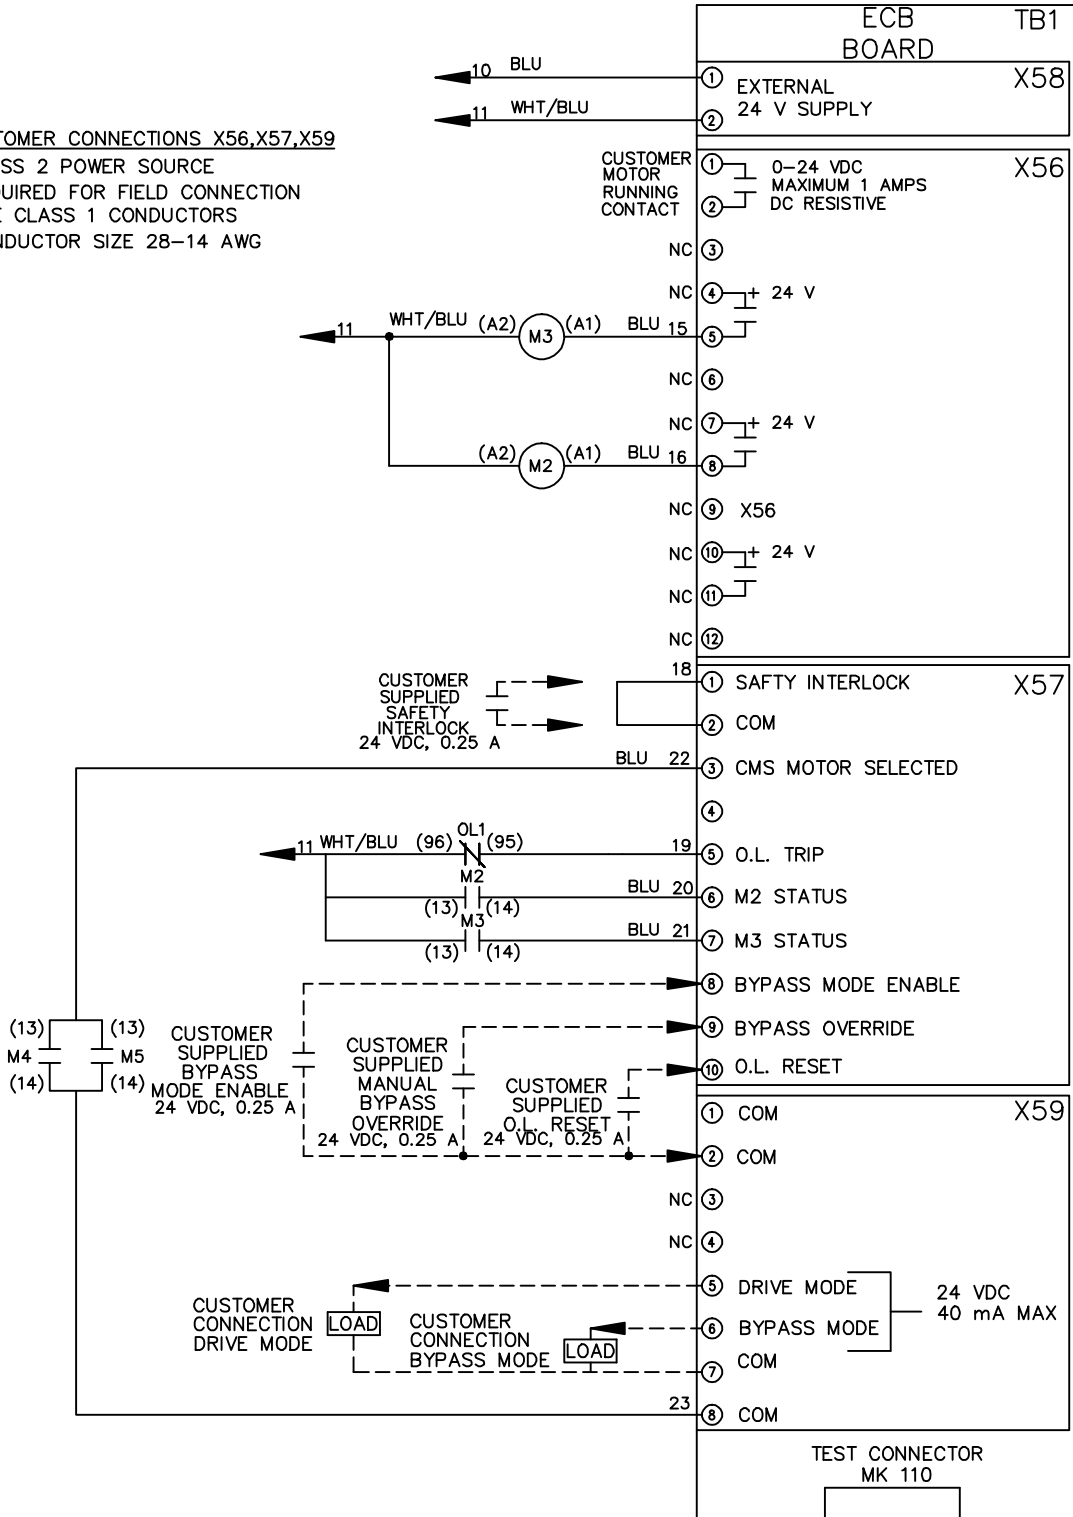 ECB
BOARD
TB1
10 BLU
1 EXTERNAL
24 V SUPPLY
X58
11 WHT/BLU
2
TOMER CONNECTIONS X56,X57,X59
SS 2 POWER SOURCE
QUIRED FOR FIELD CONNECTION
E CLASS 1 CONDUCTORS
NDUCTOR SIZE 28-14 AWG
CUSTOMER
MOTOR
RUNNING
CONTACT
1
2
0-24 VDC
MAXIMUM 1 AMPS
DC RESISTIVE
X56
NC 3
NC 4 + 24 V
11 WHT/BLU (A2) M3 (A1) BLU 15 5
NC 6
NC 7 + 24 V
(A2) M2 (A1) BLU 16 8
NC 9 X56
NC 10 + 24 V
NC 11
NC 12
CUSTOMER
SUPPLIED
SAFETY
INTERLOCK
24 VDC, 0.25 A
18 1 SAFTY INTERLOCK
X57
2 COM
BLU 22 3 CMS MOTOR SELECTED
4
11 WHT/BLU (96) OL1 (95) 19 5 O.L. TRIP
M2
(13) (14) BLU 20 6 M2 STATUS
M3
(13) (14) BLU 21 7 M3 STATUS
8 BYPASS MODE ENABLE
9 BYPASS OVERRIDE
10 O.L. RESET
(13) (13)
M4 M5
(14) (14)
CUSTOMER
SUPPLIED
BYPASS
MODE ENABLE
24 VDC, 0.25 A
CUSTOMER
SUPPLIED
MANUAL
BYPASS
OVERRIDE
24 VDC, 0.25 A
CUSTOMER
SUPPLIED
O.L. RESET
24 VDC, 0.25 A
1 COM
X59
2 COM
NC 3
NC 4
5 DRIVE MODE
6 BYPASS MODE
24 VDC
40 mA MAX
CUSTOMER
CONNECTION
DRIVE MODE
LOAD
CUSTOMER
CONNECTION
BYPASS MODE
LOAD
7 COM
23 8 COM
TEST CONNECTOR
MK 110